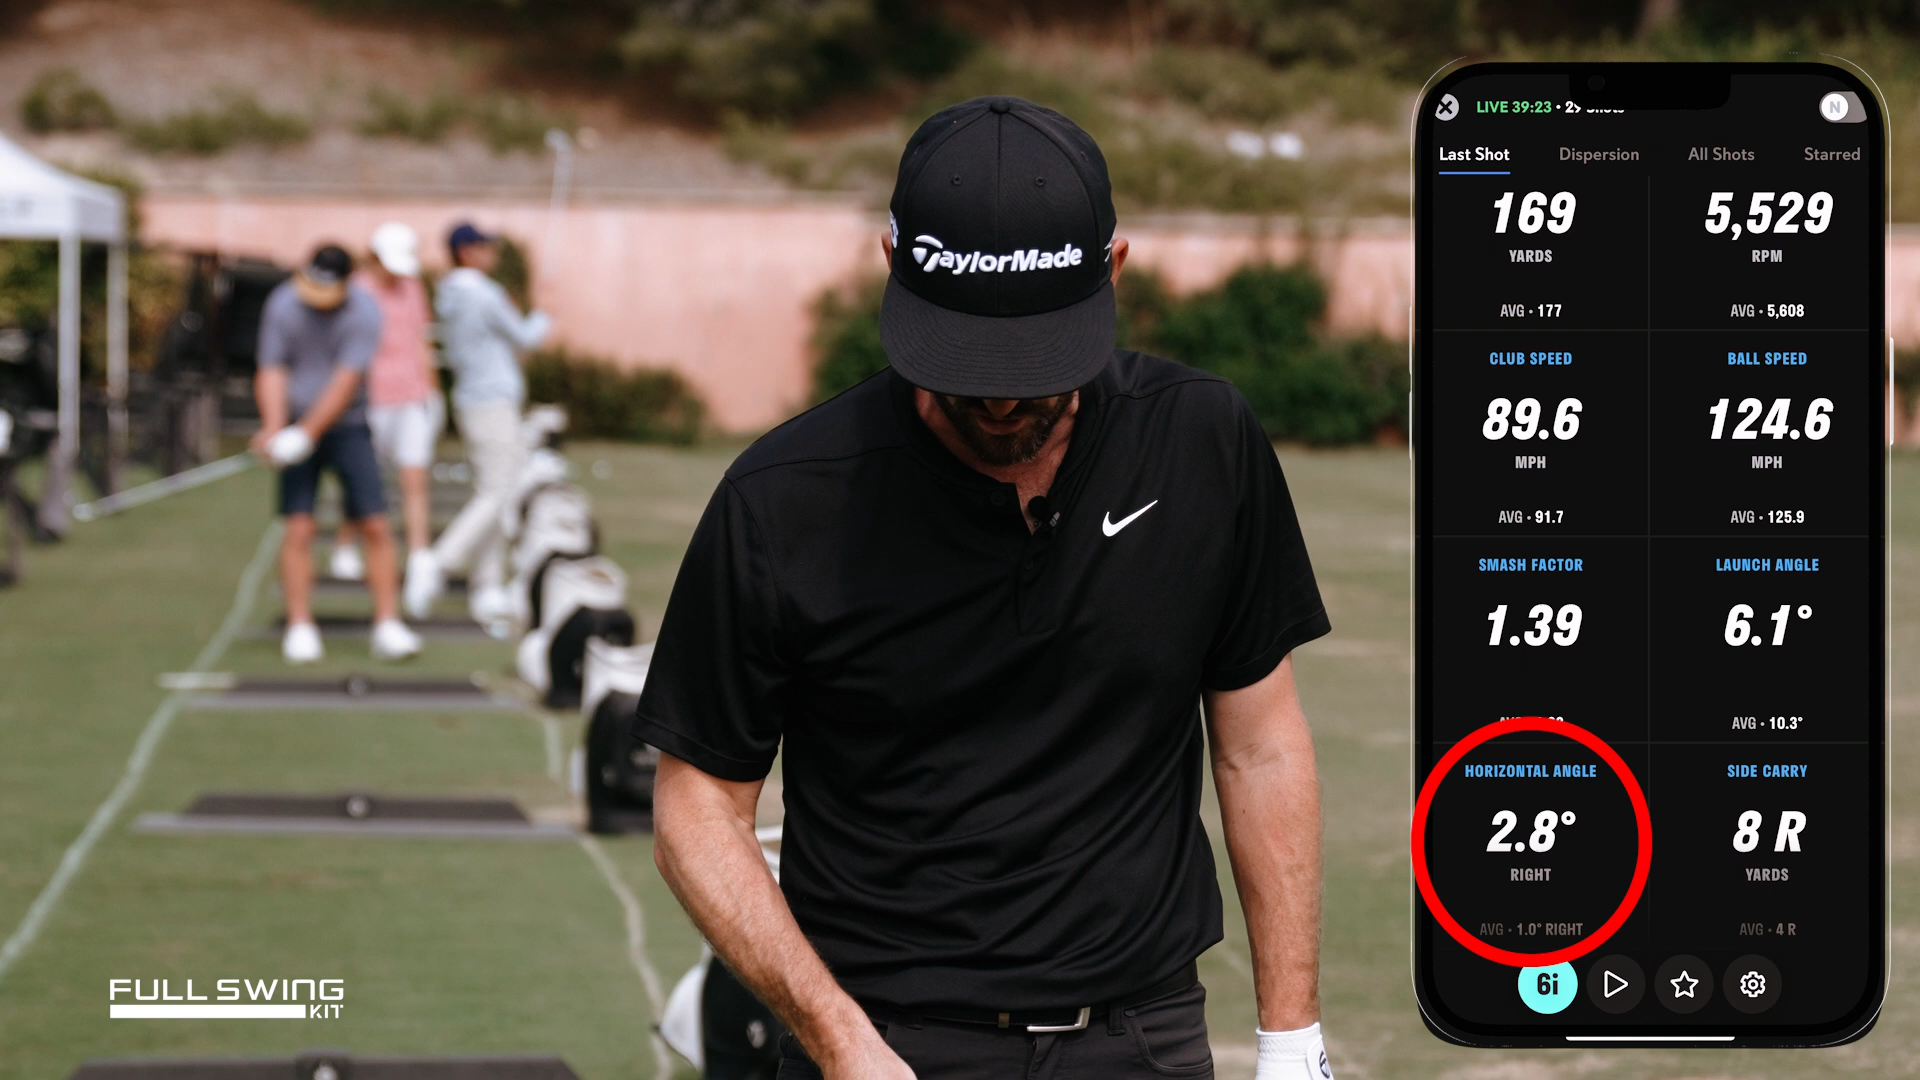 TaylorMade
FULL SWING
KIT
LIVE 39:23 • 29 Shots
N
Last Shot
Dispersion
All Shots
Starred
169
YARDS
AVG • 177
5,529
RPM
AVG • 5,608
CLUB SPEED
89.6
MPH
AVG • 91.7
BALL SPEED
124.6
MPH
AVG • 125.9
SMASH FACTOR
1.39
LAUNCH ANGLE
6.1°
AVG • 10.3°
HORIZONTAL ANGLE
2.8°
RIGHT
AVG • 1.0° RIGHT
SIDE CARRY
8 R
YARDS
AVG • 4 R
6i